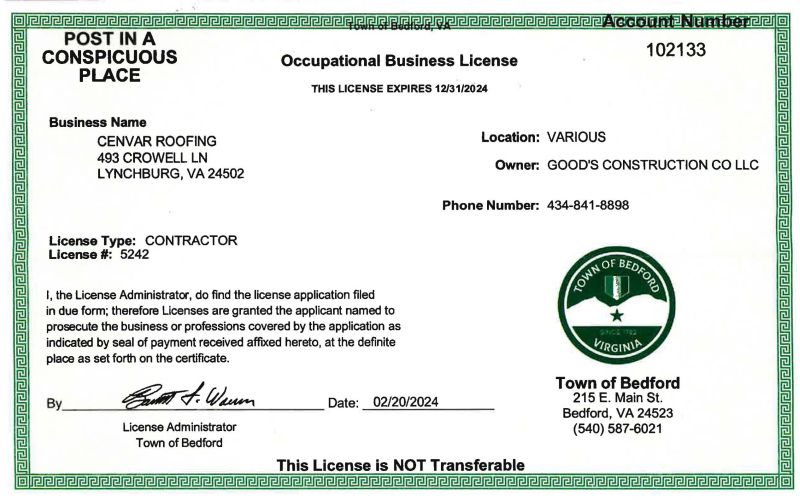 Town of Bedford, VA
Account Number
102133
POST IN A
CONSPICUOUS
PLACE
Occupational Business License
THIS LICENSE EXPIRES 12/31/2024
Business Name
CENVAR ROOFING
493 CROWELL LN
LYNCHBURG, VA 24502
Location: VARIOUS
Owner: GOOD'S CONSTRUCTION CO LLC
Phone Number: 434-841-8898
License Type: CONTRACTOR
License #: 5242
I, the License Administrator, do find the license application filed
in due form; therefore Licenses are granted the applicant named to
prosecute the business or professions covered by the application as
indicated by seal of payment received affixed hereto, at the definite
place as set forth on the certificate.
TOWN OF BEDFORD
SINCE 1782
VIRGINIA
Town of Bedford
215 E. Main St.
Bedford, VA 24523
(540) 587-6021
By Date: 02/20/2024
License Administrator
Town of Bedford
This License is NOT Transferable